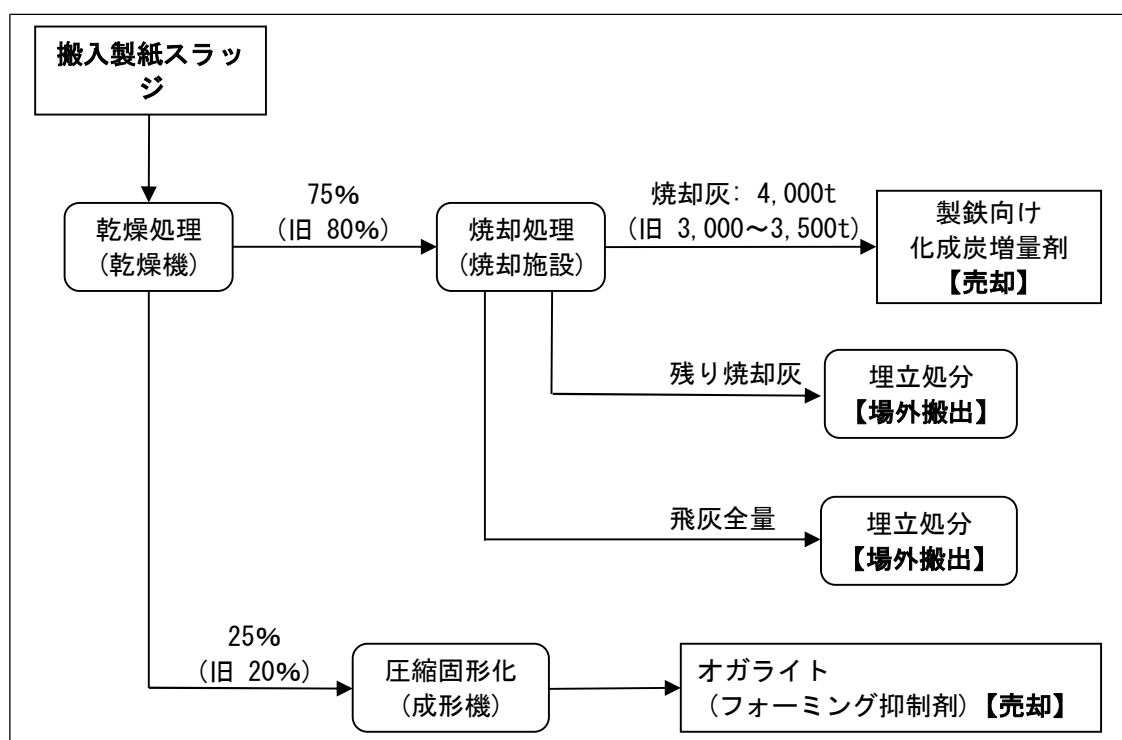 搬入製紙スラッ
ジ
75%
(旧 80%)
焼却灰: 4,000t
(旧 3,000～3,500t)
乾燥処理
(乾燥機)
焼却処理
(焼却施設)
製鉄向け
化成炭増量剤
【売却】
残り焼却灰
埋立処分
【場外搬出】
飛灰全量
埋立処分
【場外搬出】
25%
(旧 20%)
圧縮固形化
(成形機)
オガライト
(フォーミング抑制剤)【売却】